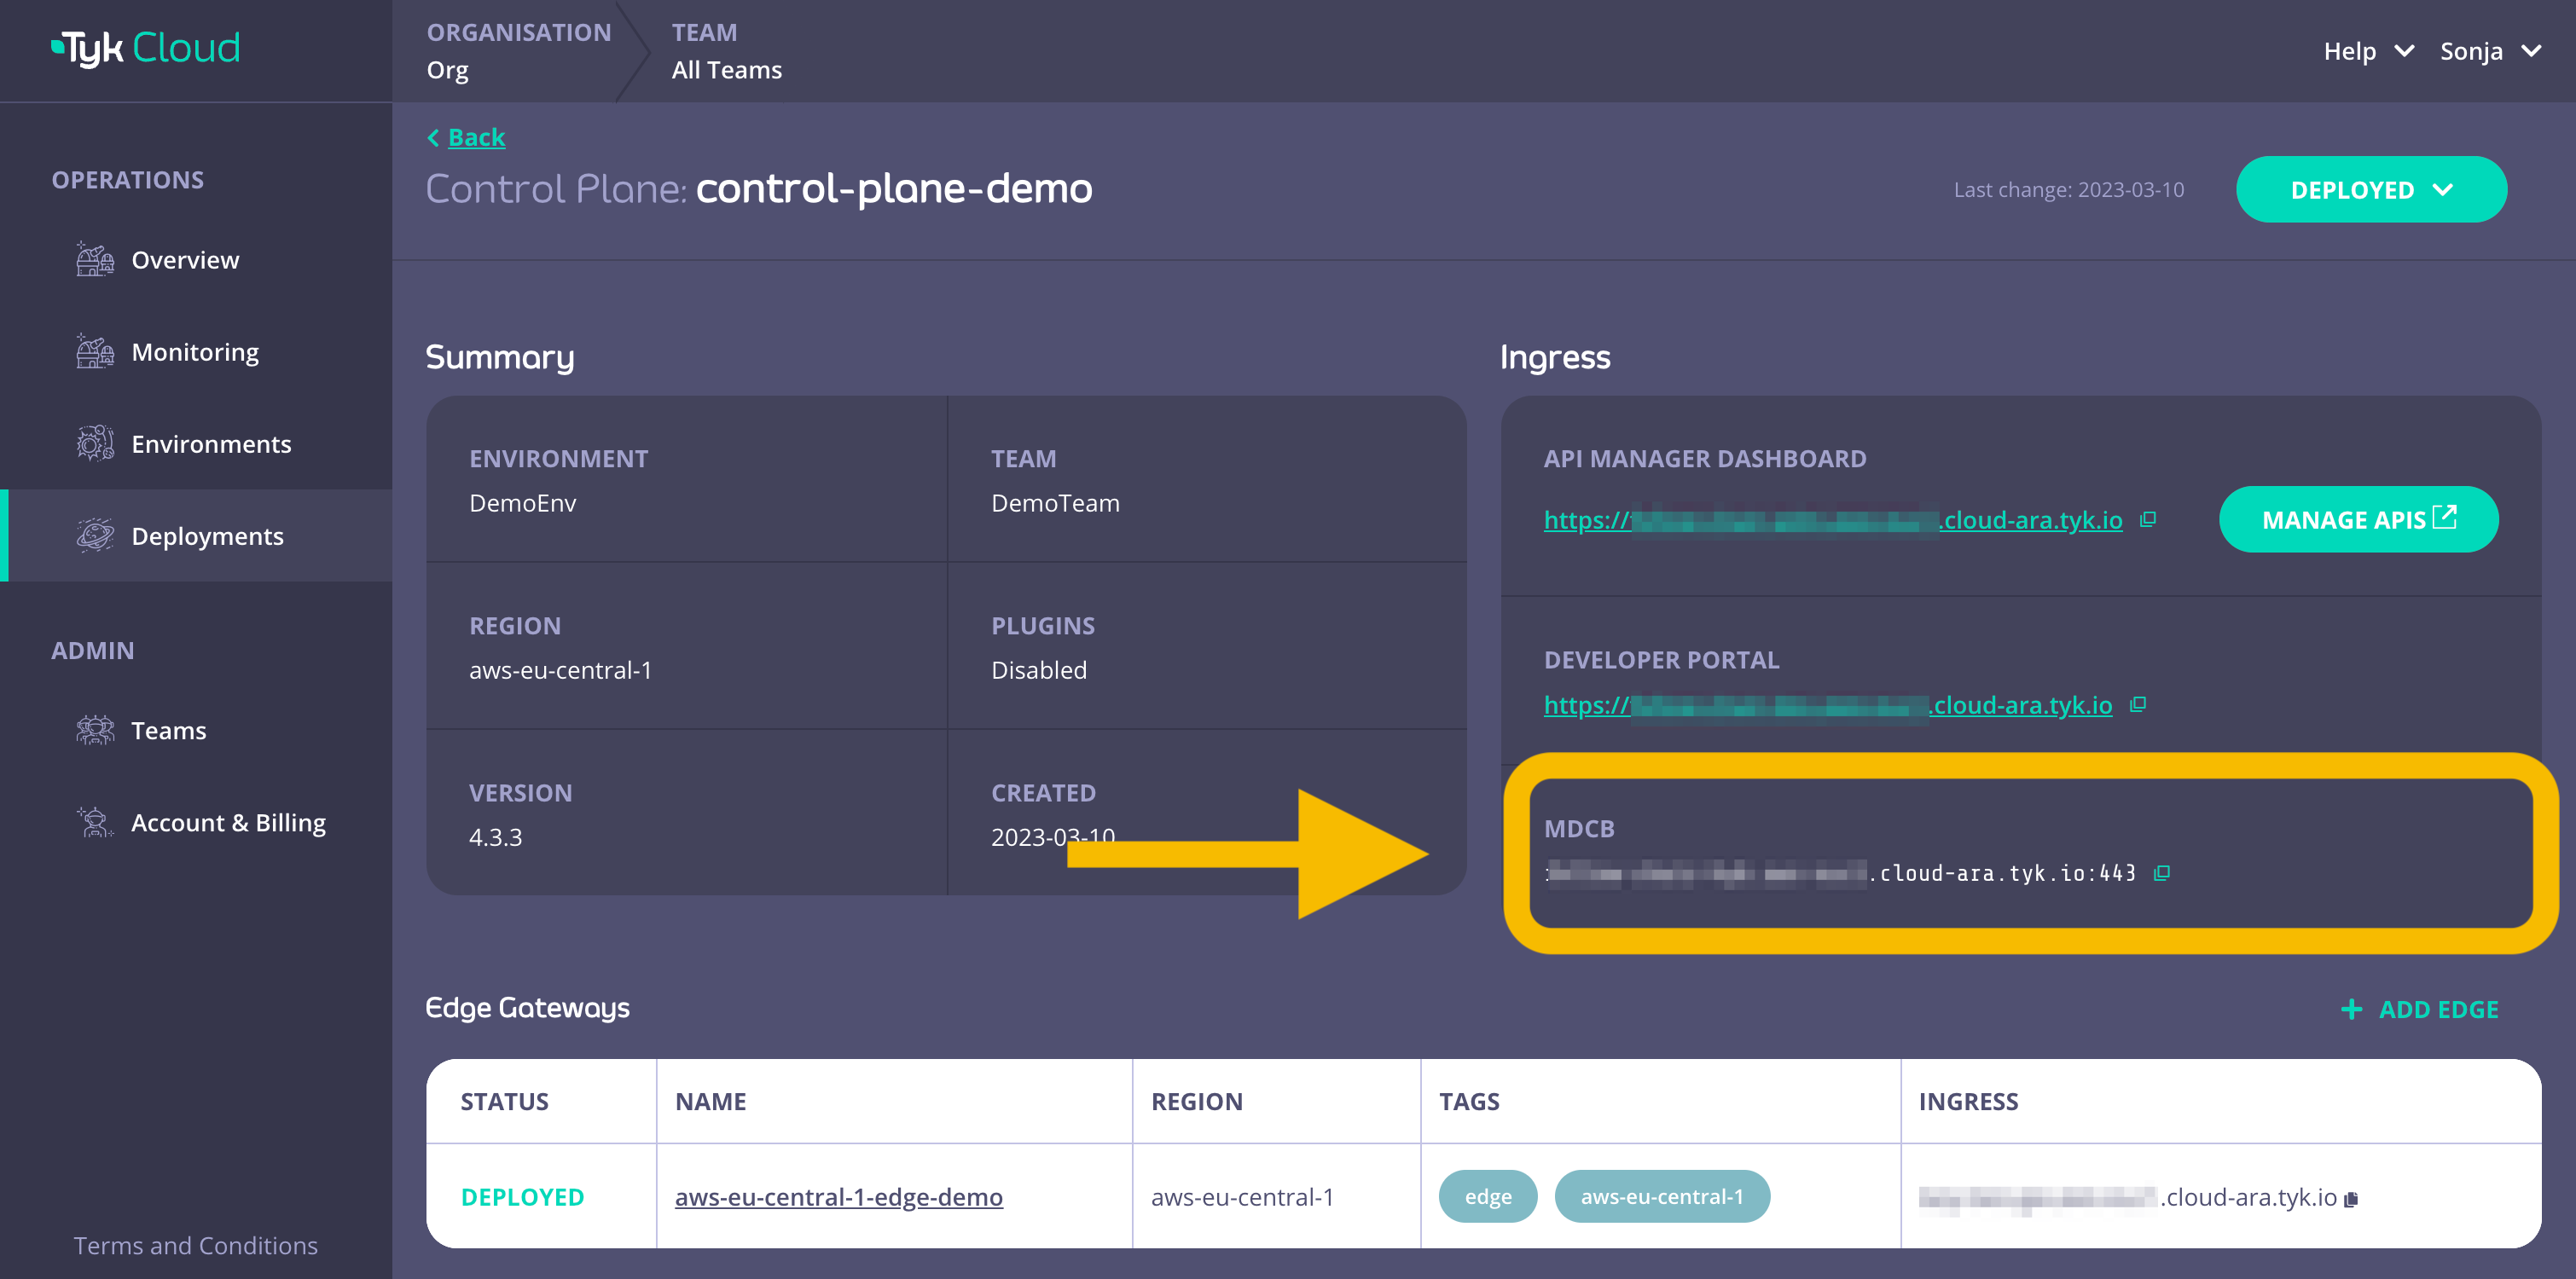 Tyk Cloud
ORGANISATION
Org
TEAM
All Teams
Help
Sonja
OPERATIONS
Overview
Monitoring
Environments
Deployments
ADMIN
Teams
Account & Billing
Terms and Conditions
Back
Control Plane: control-plane-demo
Last change: 2023-03-10
DEPLOYED
Summary
ENVIRONMENT
DemoEnv
TEAM
DemoTeam
REGION
aws-eu-central-1
PLUGINS
Disabled
VERSION
4.3.3
CREATED
2023-03-10
Ingress
API MANAGER DASHBOARD
https:// .cloud-ara.tyk.io
MANAGE APIS
DEVELOPER PORTAL
https:// .cloud-ara.tyk.io
MDCB
.cloud-ara.tyk.io:443
Edge Gateways
+ ADD EDGE
STATUS NAME REGION TAGS INGRESS
DEPLOYED aws-eu-central-1-edge-demo aws-eu-central-1 edge aws-eu-central-1 .cloud-ara.tyk.io